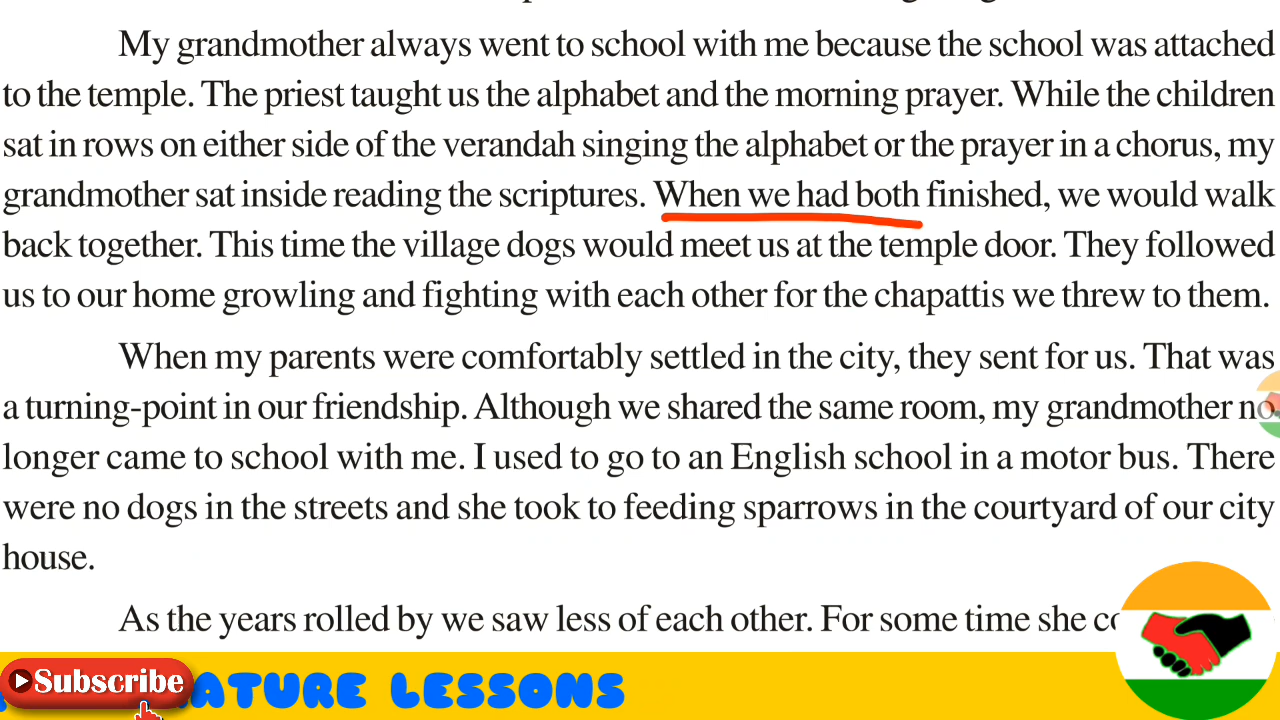 My grandmother always went to school with me because the school was attached
to the temple. The priest taught us the alphabet and the morning prayer. While the children
sat in rows on either side of the verandah singing the alphabet or the prayer in a chorus, my
grandmother sat inside reading the scriptures. When we had both finished, we would walk
back together. This time the village dogs would meet us at the temple door. They followed
us to our home growling and fighting with each other for the chapattis we threw to them.
When my parents were comfortably settled in the city, they sent for us. That was
a turning-point in our friendship. Although we shared the same room, my grandmother no
longer came to school with me. I used to go to an English school in a motor bus. There
were no dogs in the streets and she took to feeding sparrows in the courtyard of our city
house.
As the years rolled by we saw less of each other. For some time she
Subscribe
LESSONS